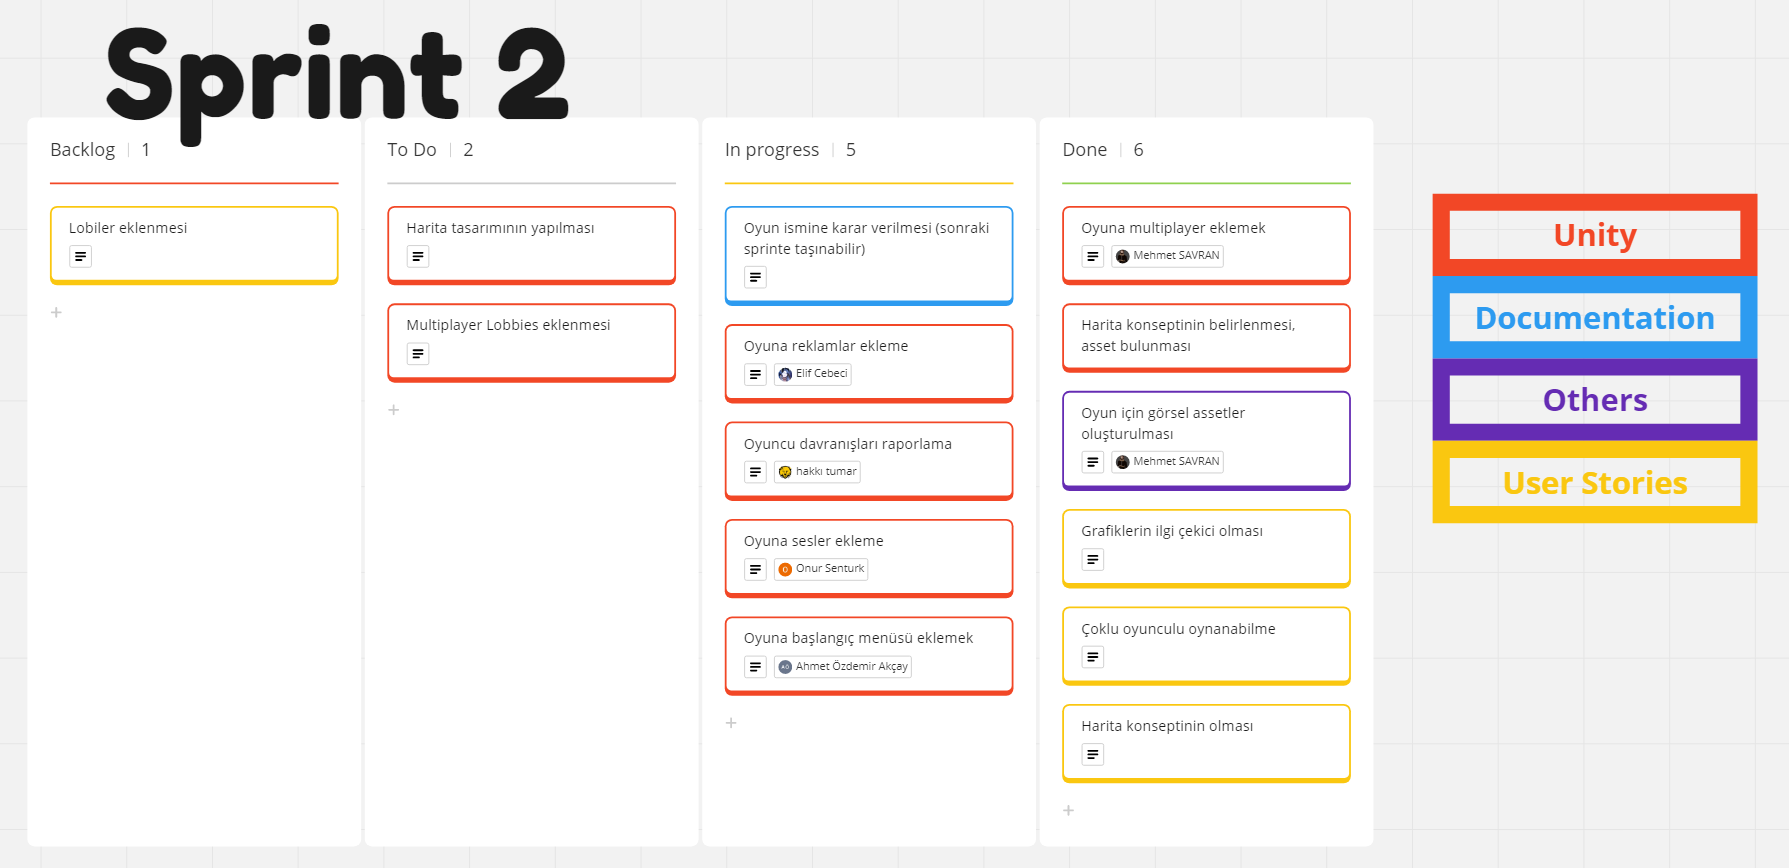 Sprint 2
Backlog 1
Lobiler eklenmesi
To Do 2
Harita tasarımının yapılması
Multiplayer Lobbies eklenmesi
In progress 5
Oyun ismine karar verilmesi (sonraki
sprinte taşınabilir)
Oyuna reklamlar ekleme
Elif Cebeci
Oyuncu davranışları raporlama
hakkı tumar
Oyuna sesler ekleme
O Onur Senturk
Oyuna başlangıç menüsü eklemek
AÖ Ahmet Özdemir Akçay
Done 6
Oyuna multiplayer eklemek
Mehmet SAVRAN
Harita konseptinin belirlenmesi,
asset bulunması
Oyun için görsel assetler
oluşturulması
Mehmet SAVRAN
Grafiklerin ilgi çekici olması
Çoklu oyunculu oynanabilme
Harita konseptinin olması
Unity
Documentation
Others
User Stories